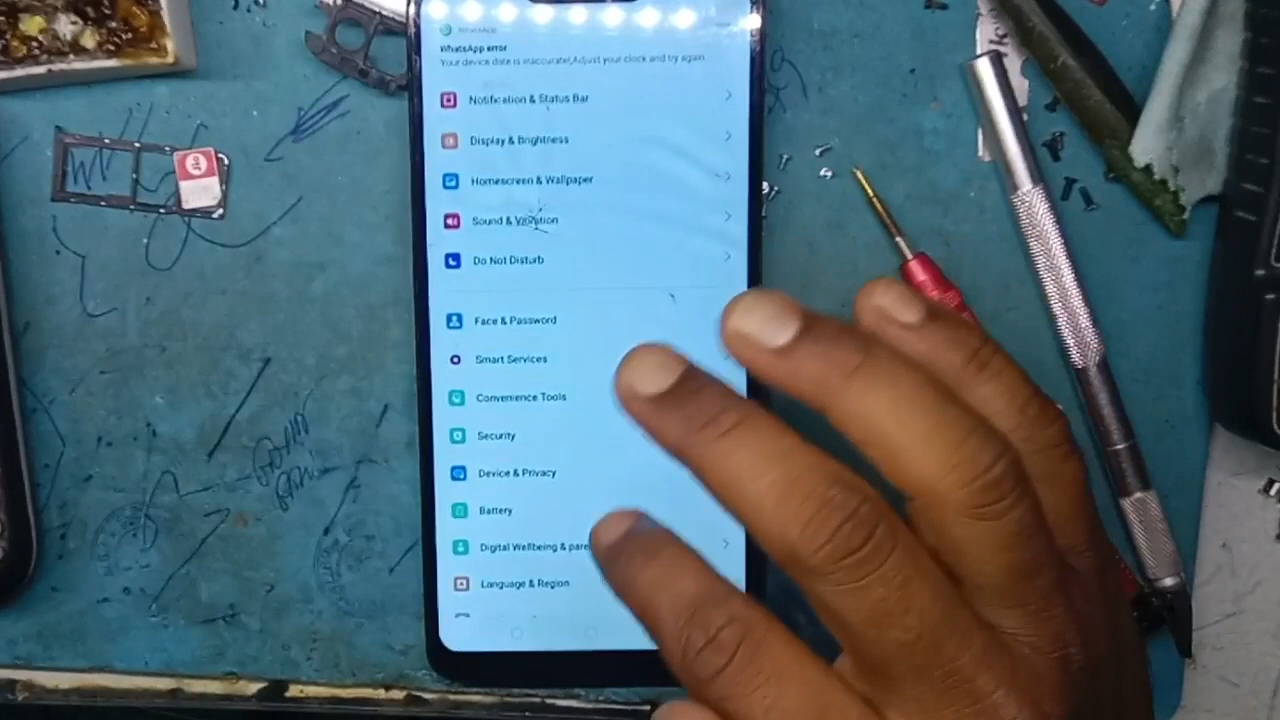 WhatsApp
WhatsApp error
Your device date is inaccurate!,Adjust your clock and try again
Notification & Status Bar
Display & Brightness
Homescreen & Wallpaper
Sound & Vibration
Do Not Disturb
Face & Password
Smart Services
Convenience Tools
Security
Device & Privacy
Battery
Digital Wellbeing & pare
Language & Region
Jio